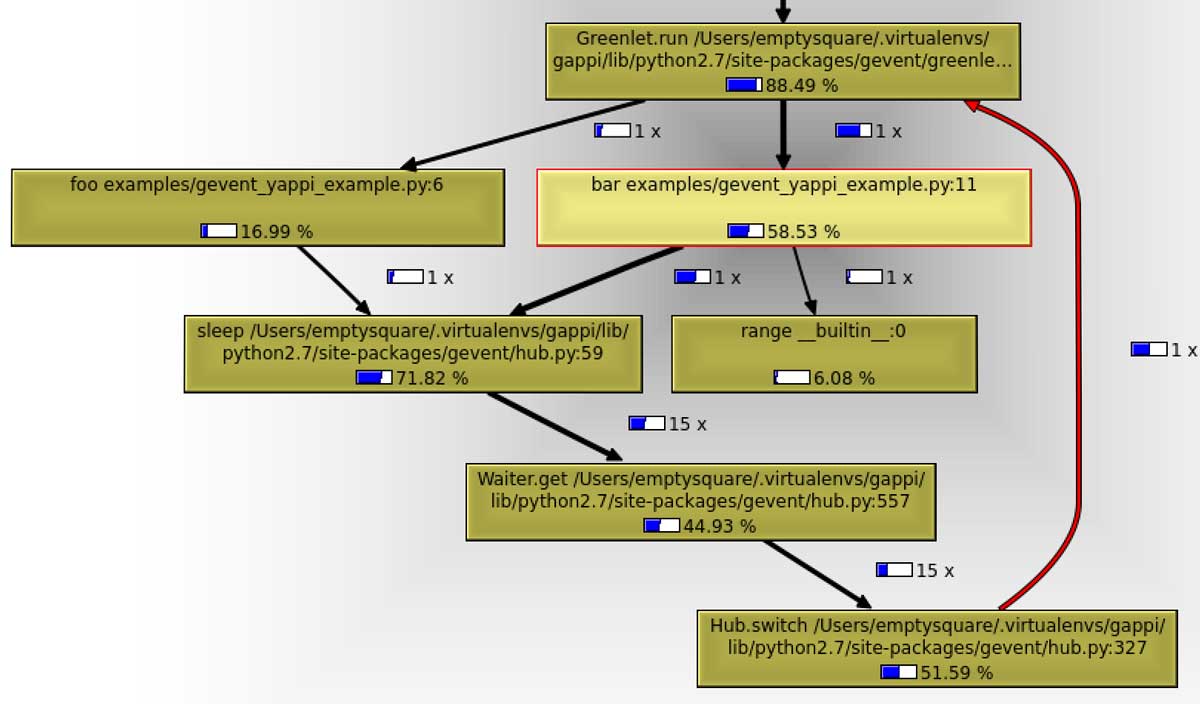 Greenlet.run /Users/emptysquare/.virtualenvs/
gappi/lib/python2.7/site-packages/gevent/greenle...
88.49 %
1 x
1 x
foo examples/gevent_yappi_example.py:6
16.99 %
bar examples/gevent_yappi_example.py:11
58.53 %
1 x
1 x
1 x
sleep /Users/emptysquare/.virtualenvs/gappi/lib/
python2.7/site-packages/gevent/hub.py:59
71.82 %
range __builtin__:0
6.08 %
1 x
15 x
Waiter.get /Users/emptysquare/.virtualenvs/gappi/
lib/python2.7/site-packages/gevent/hub.py:557
44.93 %
15 x
Hub.switch /Users/emptysquare/.virtualenvs/gappi/
lib/python2.7/site-packages/gevent/hub.py:327
51.59 %